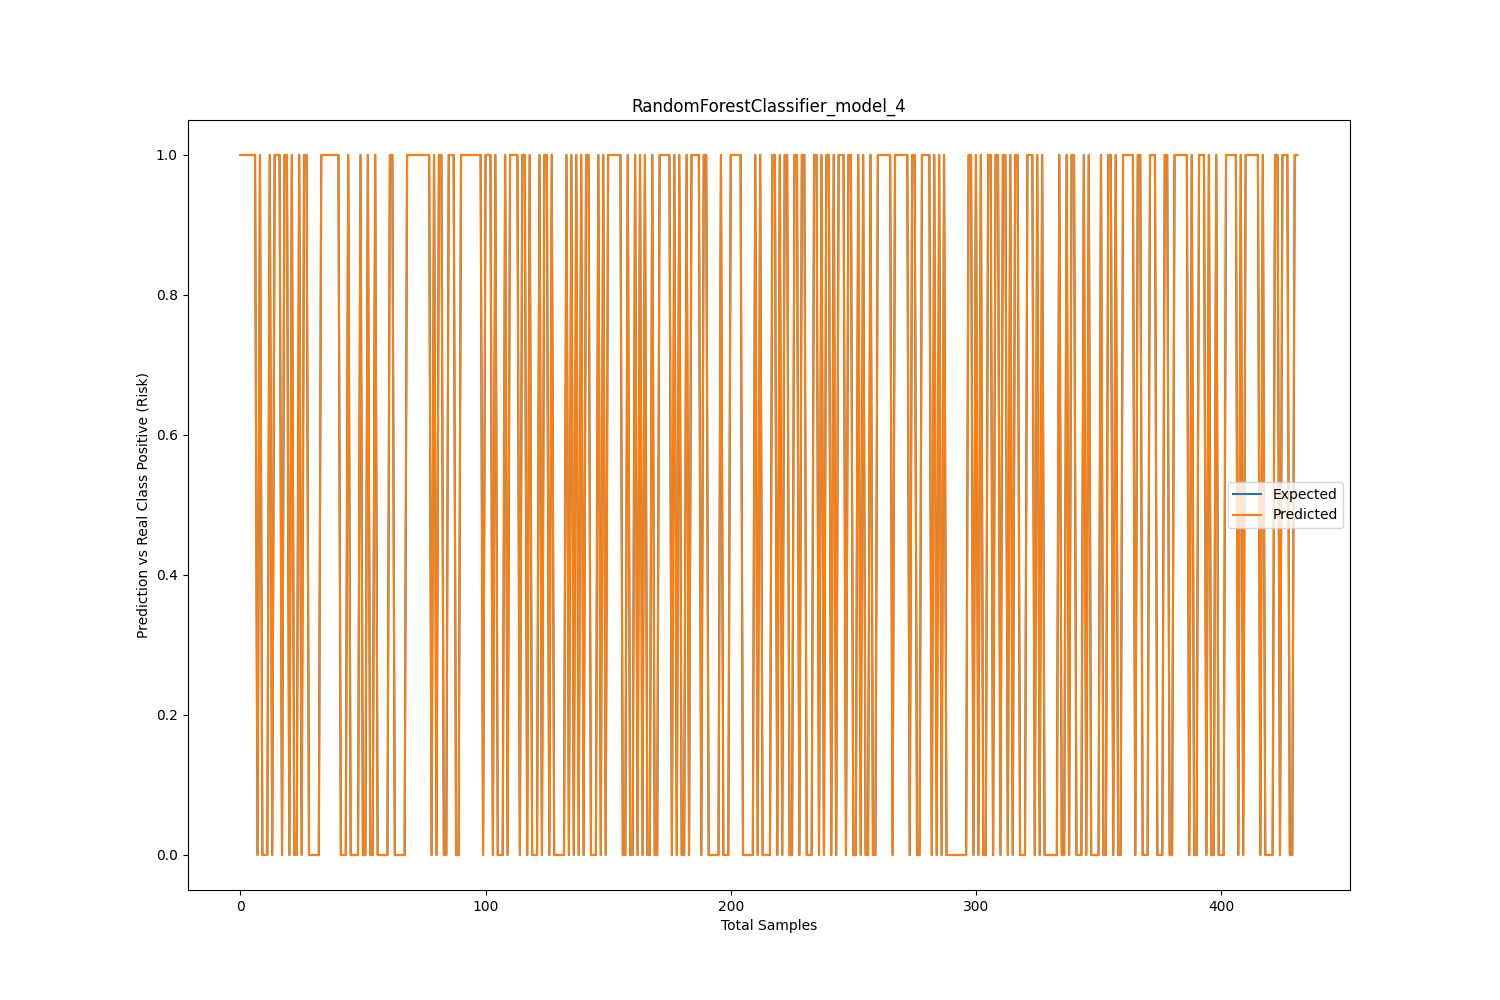 RandomForestClassifier_model_4
1.0
0.8
0.6
0.4
0.2
0.0
Prediction vs Real Class Positive (Risk)
Expected
Predicted
0 100 200 300 400
Total Samples